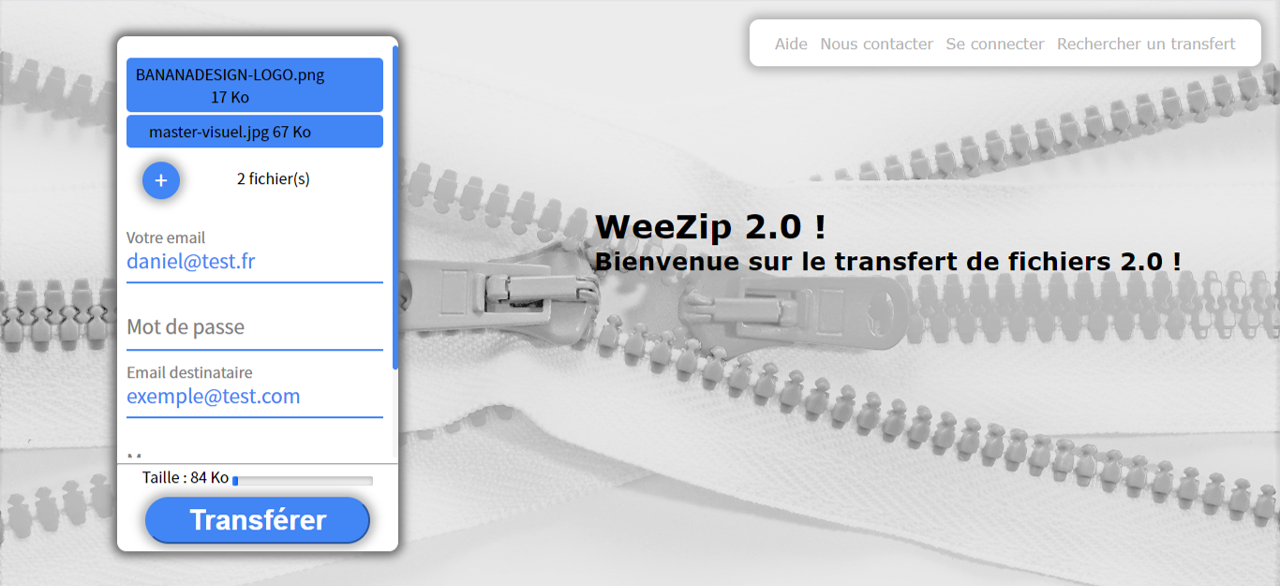 Aide Nous contacter Se connecter Rechercher un transfert
BANANADESIGN-LOGO.png
17 Ko
master-visuel.jpg 67 Ko
+ 2 fichier(s)
Votre email
daniel@test.fr
Mot de passe
Email destinataire
exemple@test.com
Taille : 84 Ko
Transférer
WeeZip 2.0 !
Bienvenue sur le transfert de fichiers 2.0 !